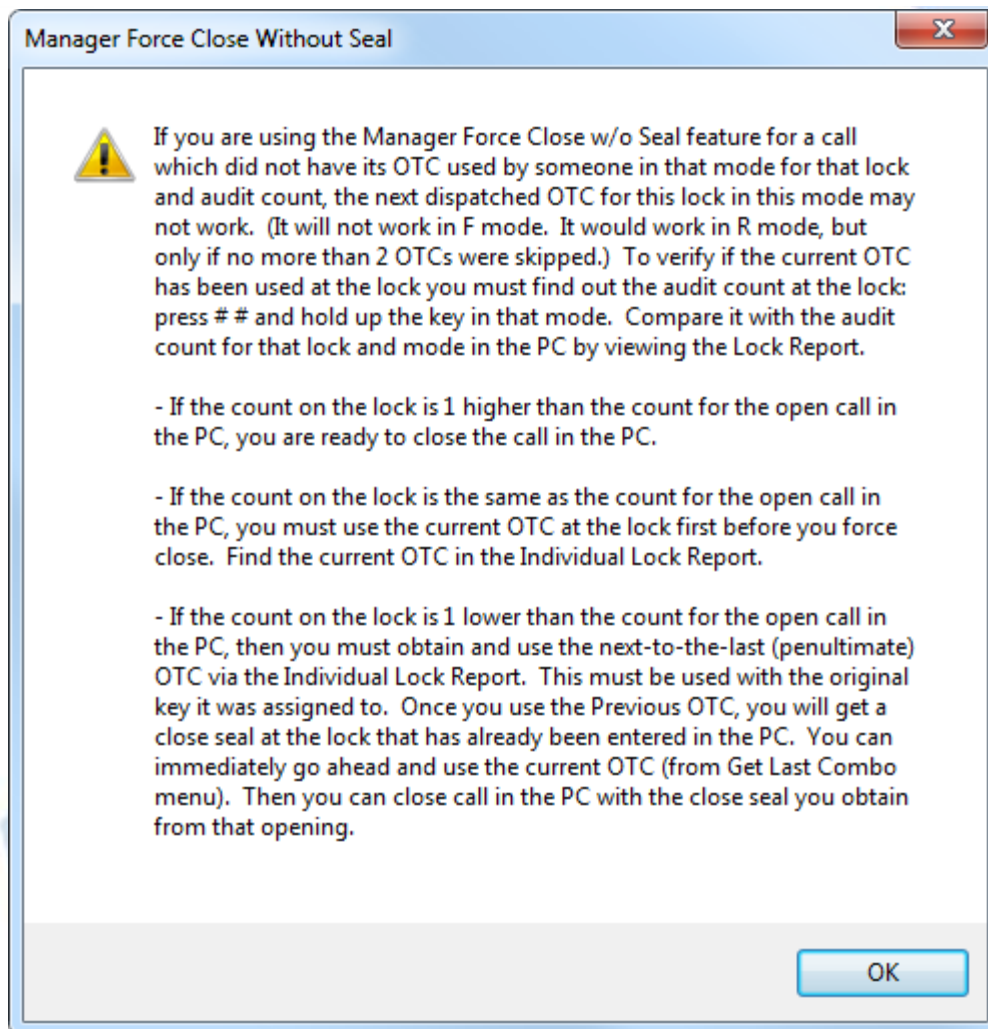 Manager Force Close Without Seal
If you are using the Manager Force Close w/o Seal feature for a call
which did not have its OTC used by someone in that mode for that lock
and audit count, the next dispatched OTC for this lock in this mode may
not work.  (It will not work in F mode.  It would work in R mode, but
only if no more than 2 OTCs were skipped.)  To verify if the current OTC
has been used at the lock you must find out the audit count at the lock:
press # # and hold up the key in that mode.  Compare it with the audit
count for that lock and mode in the PC by viewing the Lock Report.
- If the count on the lock is 1 higher than the count for the open call in
the PC, you are ready to close the call in the PC.
- If the count on the lock is the same as the count for the open call in
the PC, you must use the current OTC at the lock first before you force
close.  Find the current OTC in the Individual Lock Report.
- If the count on the lock is 1 lower than the count for the open call in
the PC, then you must obtain and use the next-to-the-last (penultimate)
OTC via the Individual Lock Report.  This must be used with the original
key it was assigned to.  Once you use the Previous OTC, you will get a
close seal at the lock that has already been entered in the PC.  You can
immediately go ahead and use the current OTC (from Get Last Combo
menu).  Then you can close call in the PC with the close seal you obtain
from that opening.
OK